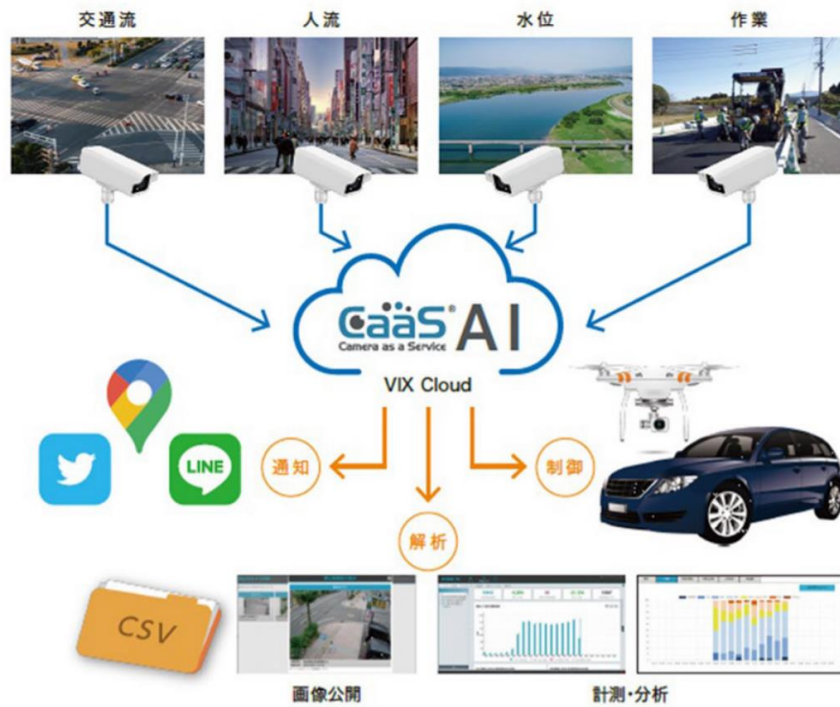 交通流
人流
水位
作業
CaaS® AI
Camera as a Service
VIX Cloud
通知
制御
LINE
解析
CSV
画像公開
計測・分析